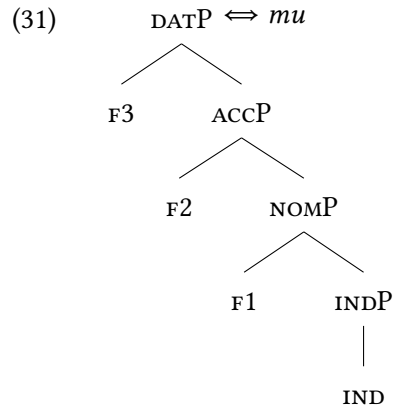 (31) DATP ⇔ mu
F3 ACCP
F2 NOMP
F1 INDP
IND